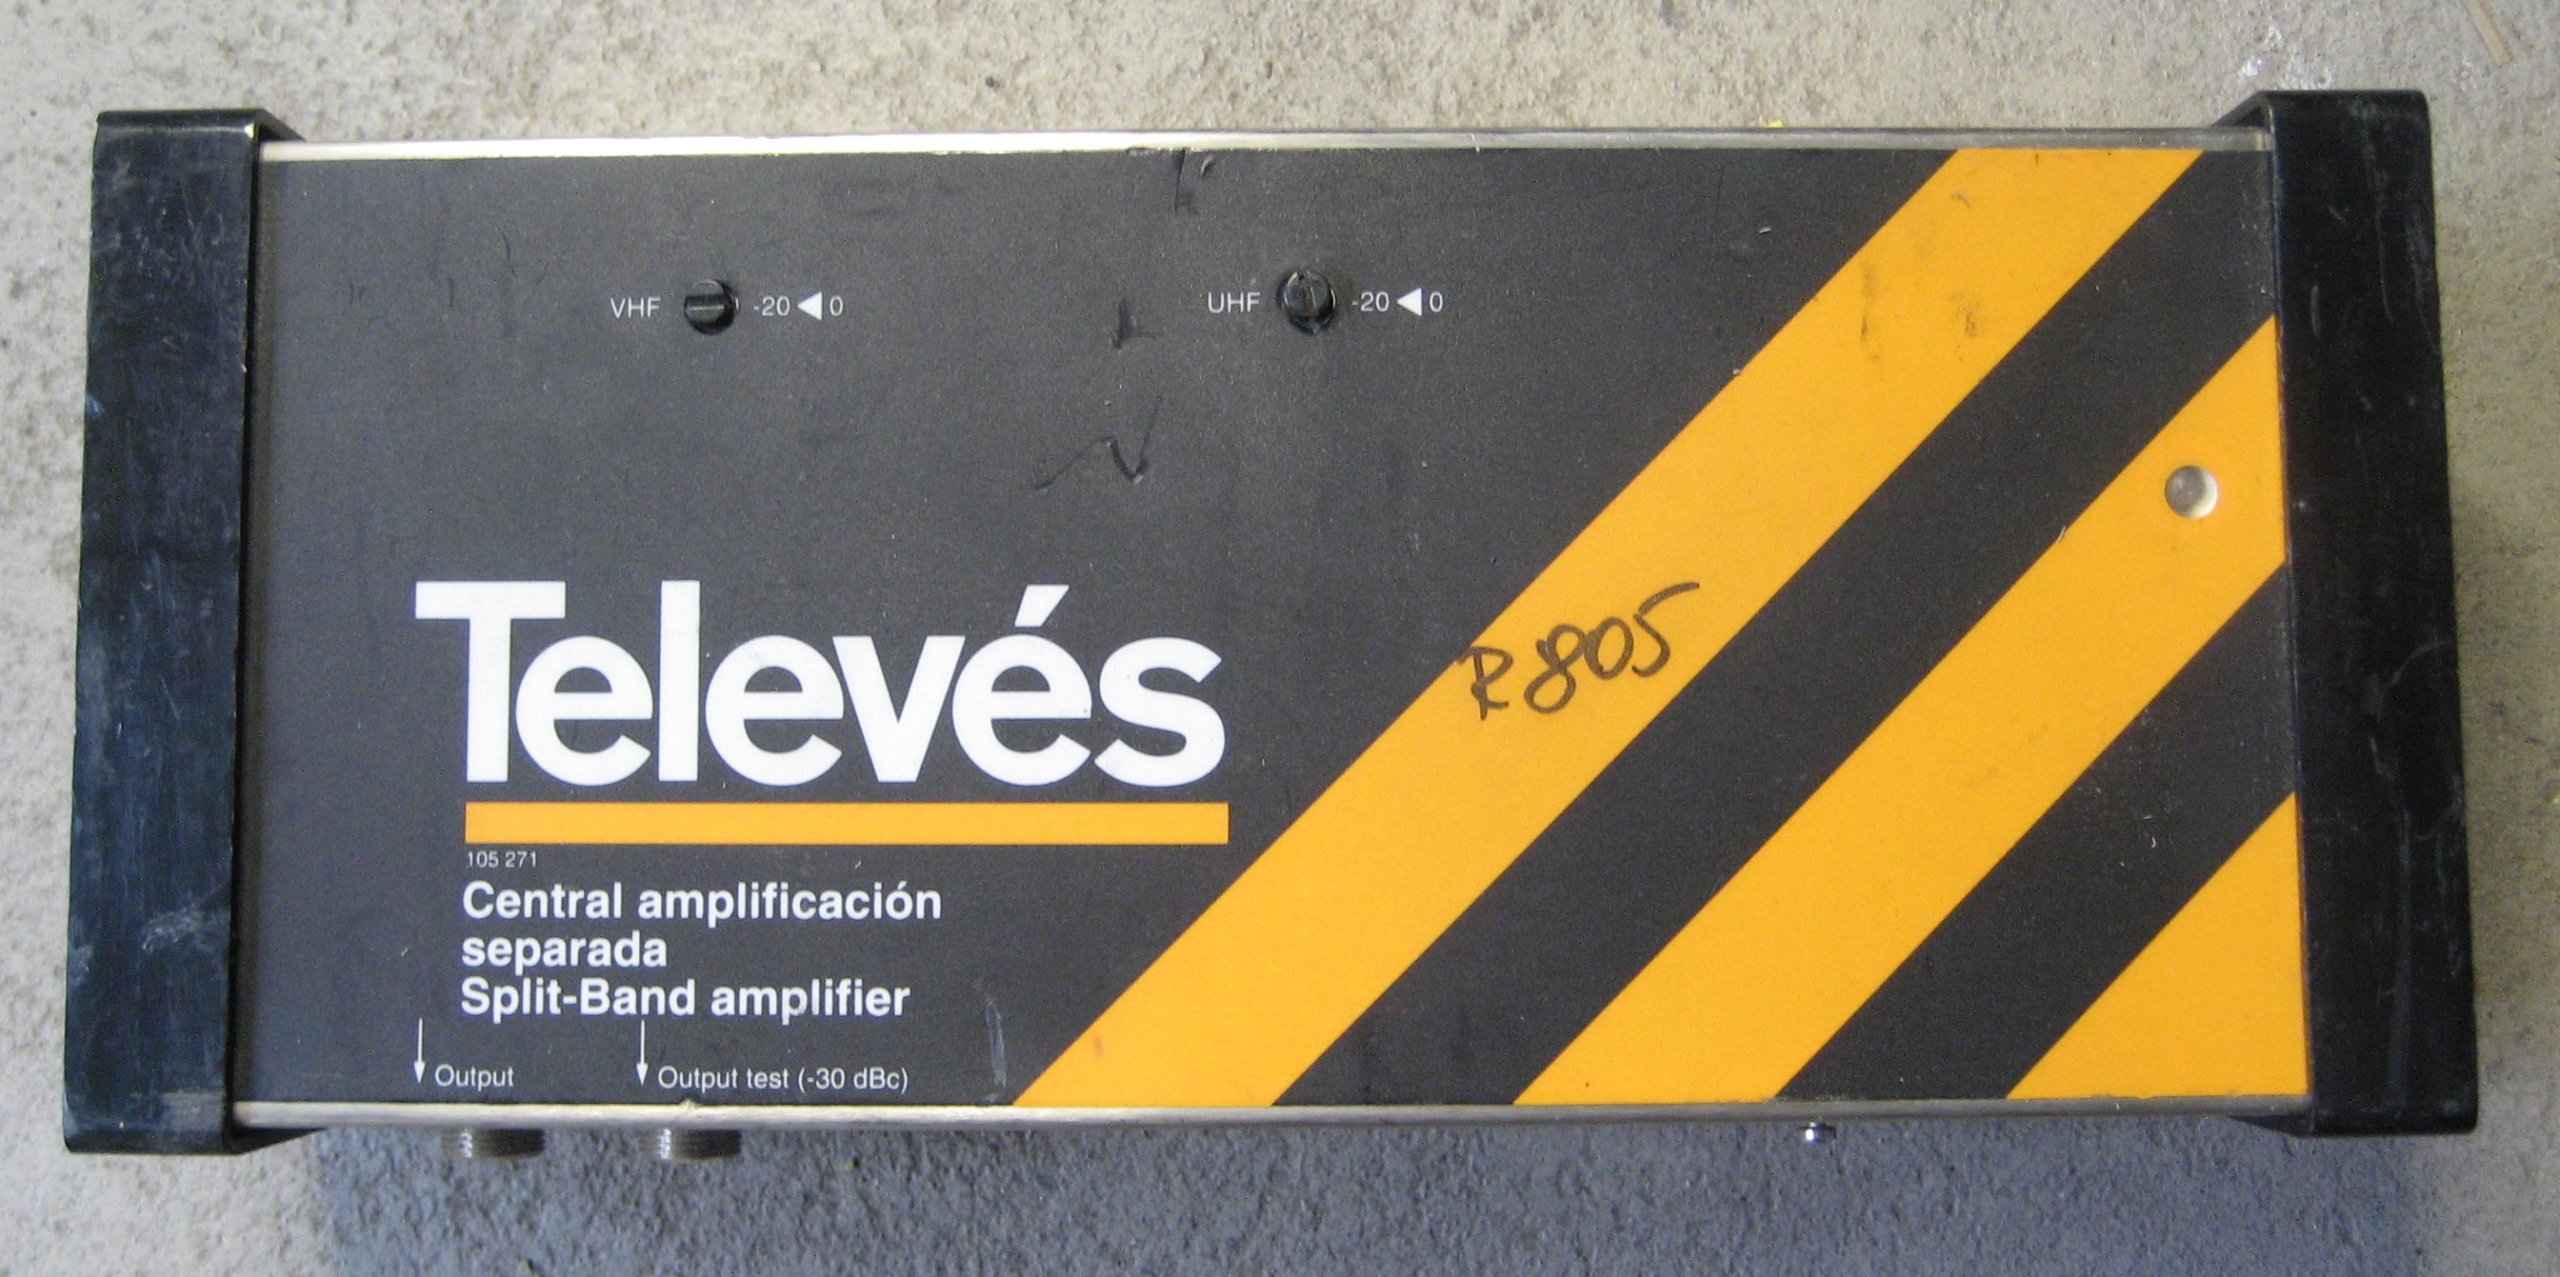 VHF -20 ◀ 0
UHF -20 ◀ 0
R805
Televés
105 271
Central amplificación
separada
Split-Band amplifier
Output
Output test (-30 dBc)